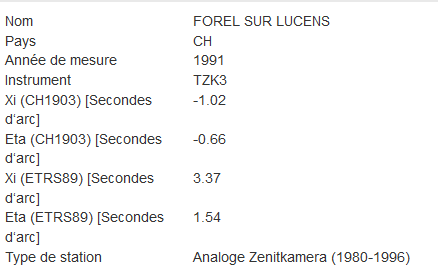 Nom FOREL SUR LUCENS
Pays CH
Année de mesure 1991
Instrument TZK3
Xi (CH1903) [Secondes -1.02
d'arc]
Eta (CH1903) [Secondes -0.66
d'arc]
Xi (ETRS89) [Secondes 3.37
d'arc]
Eta (ETRS89) [Secondes 1.54
d'arc]
Type de station Analoge Zenitkamera (1980-1996)